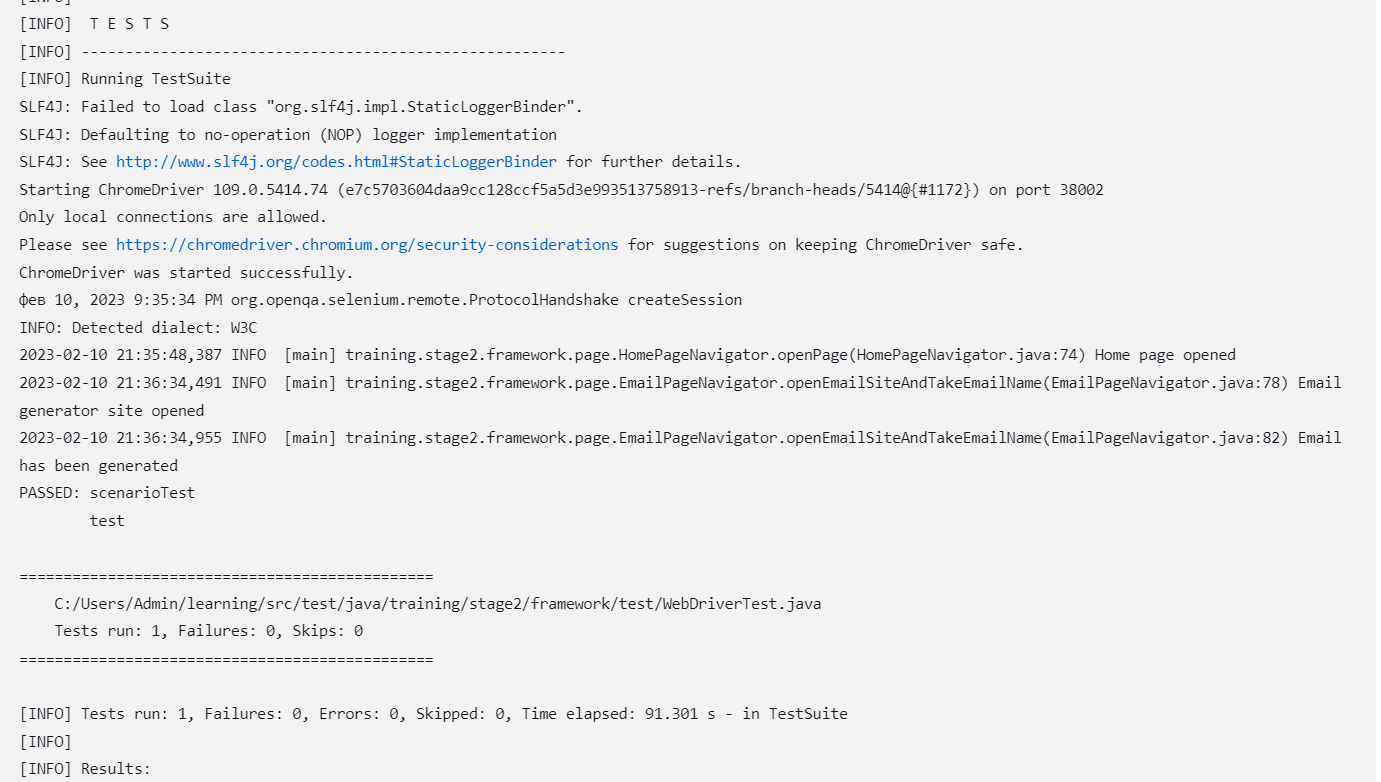 [INFO]
[INFO]  T E S T S
[INFO] -------------------------------------------------------
[INFO] Running TestSuite
SLF4J: Failed to load class "org.slf4j.impl.StaticLoggerBinder".
SLF4J: Defaulting to no-operation (NOP) logger implementation
SLF4J: See http://www.slf4j.org/codes.html#StaticLoggerBinder for further details.
Starting ChromeDriver 109.0.5414.74 (e7c5703604daa9cc128ccf5a5d3e993513758913-refs/branch-heads/5414@{#1172}) on port 38002
Only local connections are allowed.
Please see https://chromedriver.chromium.org/security-considerations for suggestions on keeping ChromeDriver safe.
ChromeDriver was started successfully.
фев 10, 2023 9:35:34 PM org.openqa.selenium.remote.ProtocolHandshake createSession
INFO: Detected dialect: W3C
2023-02-10 21:35:48,387 INFO  [main] training.stage2.framework.page.HomePageNavigator.openPage(HomePageNavigator.java:74) Home page opened
2023-02-10 21:36:34,491 INFO  [main] training.stage2.framework.page.EmailPageNavigator.openEmailSiteAndTakeEmailName(EmailPageNavigator.java:78) Email
generator site opened
2023-02-10 21:36:34,955 INFO  [main] training.stage2.framework.page.EmailPageNavigator.openEmailSiteAndTakeEmailName(EmailPageNavigator.java:82) Email
has been generated
PASSED: scenarioTest
        test
===============================================
    C:/Users/Admin/learning/src/test/java/training/stage2/framework/test/WebDriverTest.java
    Tests run: 1, Failures: 0, Skips: 0
===============================================
[INFO] Tests run: 1, Failures: 0, Errors: 0, Skipped: 0, Time elapsed: 91.301 s - in TestSuite
[INFO]
[INFO] Results: